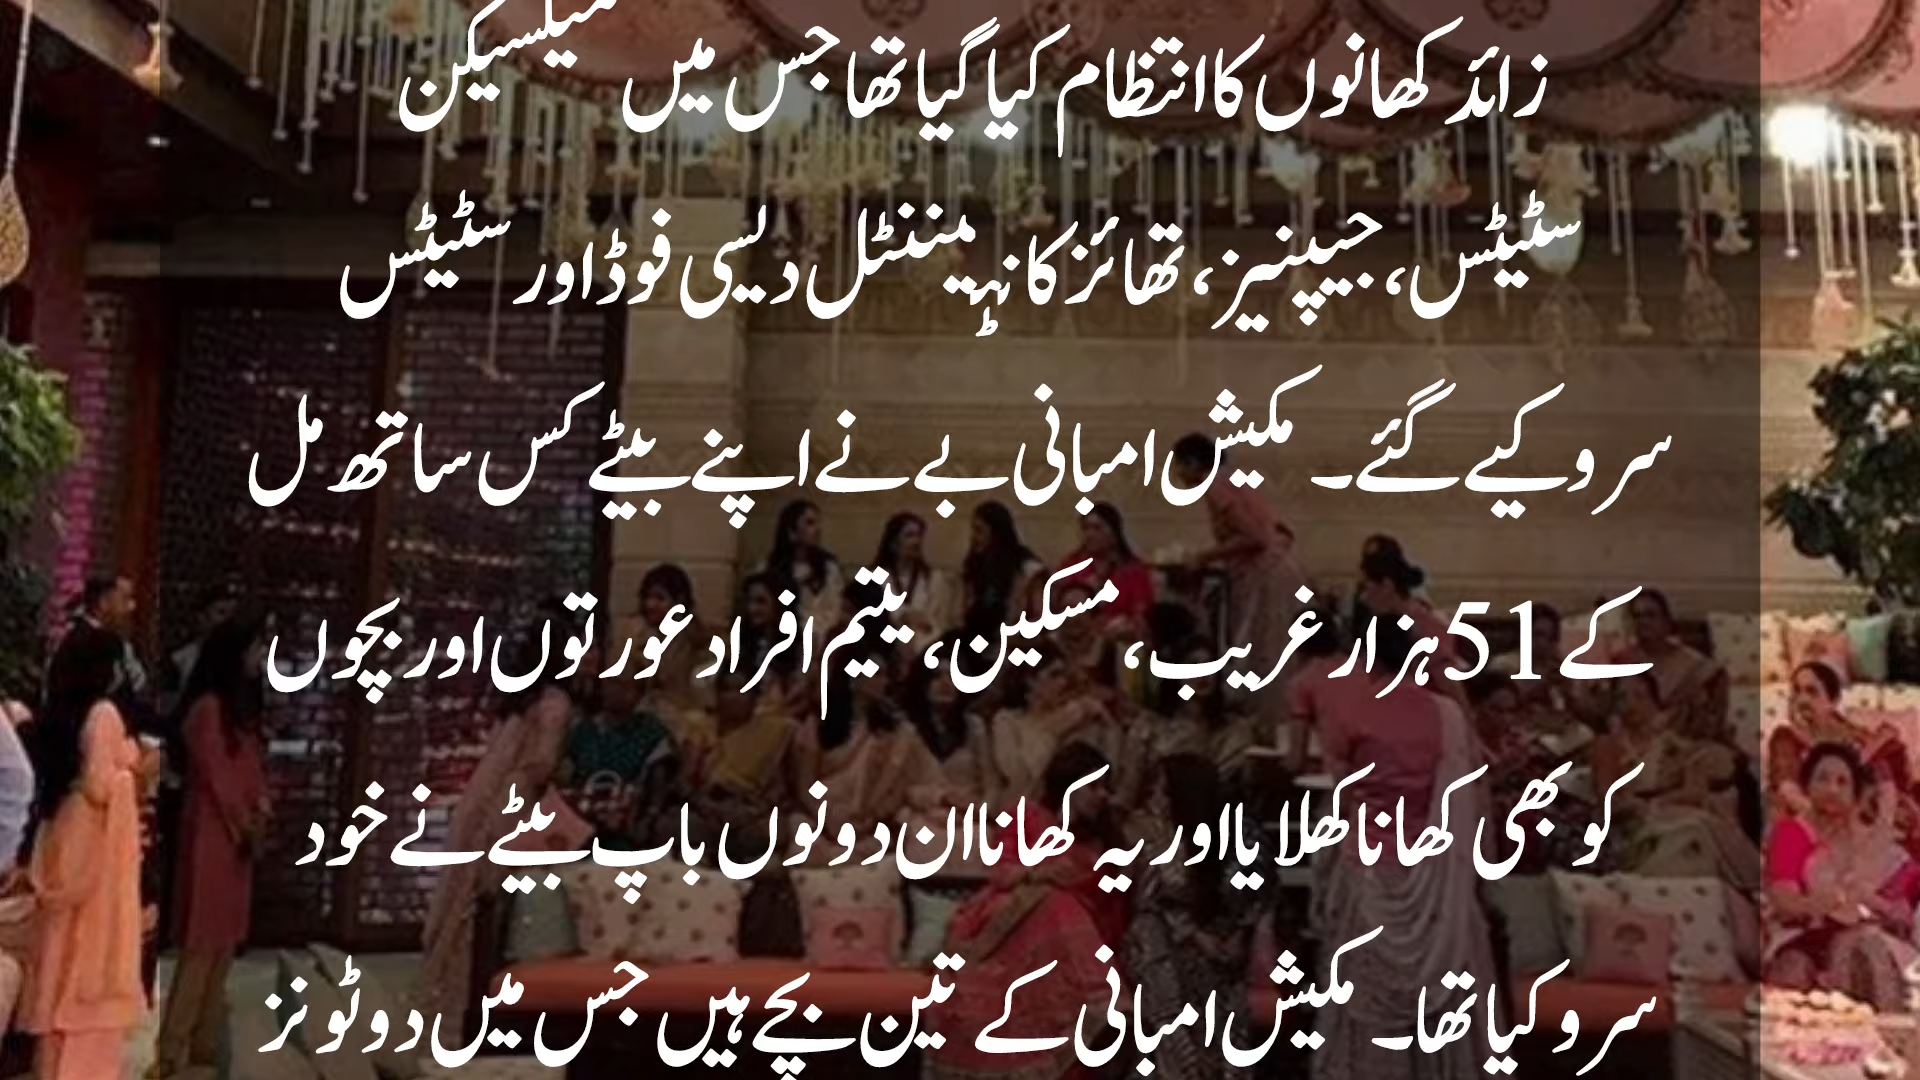 زائد کھانوں کا انتظام کیا گیا تھا جس میں میکسیکن
سٹیٹس، جیپنیز، تھائز کا نہیننٹل دیسی فوڈ اور سٹیٹس
سرو کیے گئے۔ مکیش امبانی بے نے اپنے بیٹے کس ساتھ مل
کے 51 ہزار غریب، مسکین، یتیم افراد عورتوں اور بچوں
کو بھی کھانا کھلایا اور یہ کھانا ان دونوں باپ بیٹے نے خود
سرو کیا تھا۔ مکیش امبانی کے تین بچے ہیں جس میں دو ٹونز